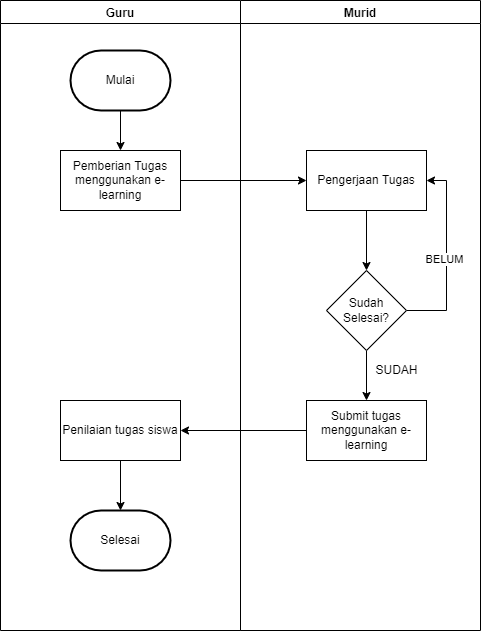 Guru
Murid
Mulai
Pemberian Tugas
menggunakan e-
learning
Pengerjaan Tugas
BELUM
Sudah
Selesai?
SUDAH
Submit tugas
menggunakan e-
learning
Penilaian tugas siswa
Selesai